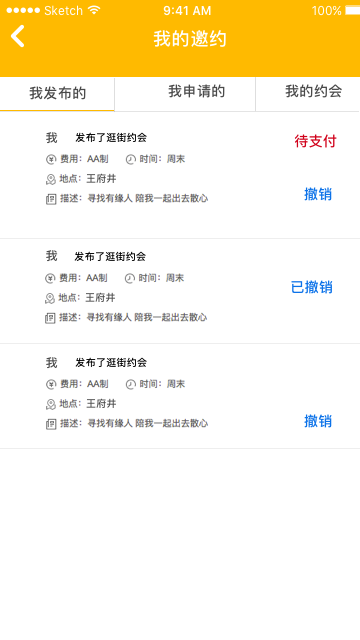 Sketch 9:41 AM 100%
我的邀约
我发布的 我申请的 我的约会
我 发布了逛街约会
待支付
费用：AA制 时间：周末
地点：王府井
撤销
描述：寻找有缘人 陪我一起出去散心
我 发布了逛街约会
费用：AA制 时间：周末
已撤销
地点：王府井
描述：寻找有缘人 陪我一起出去散心
我 发布了逛街约会
费用：AA制 时间：周末
地点：王府井
撤销
描述：寻找有缘人 陪我一起出去散心